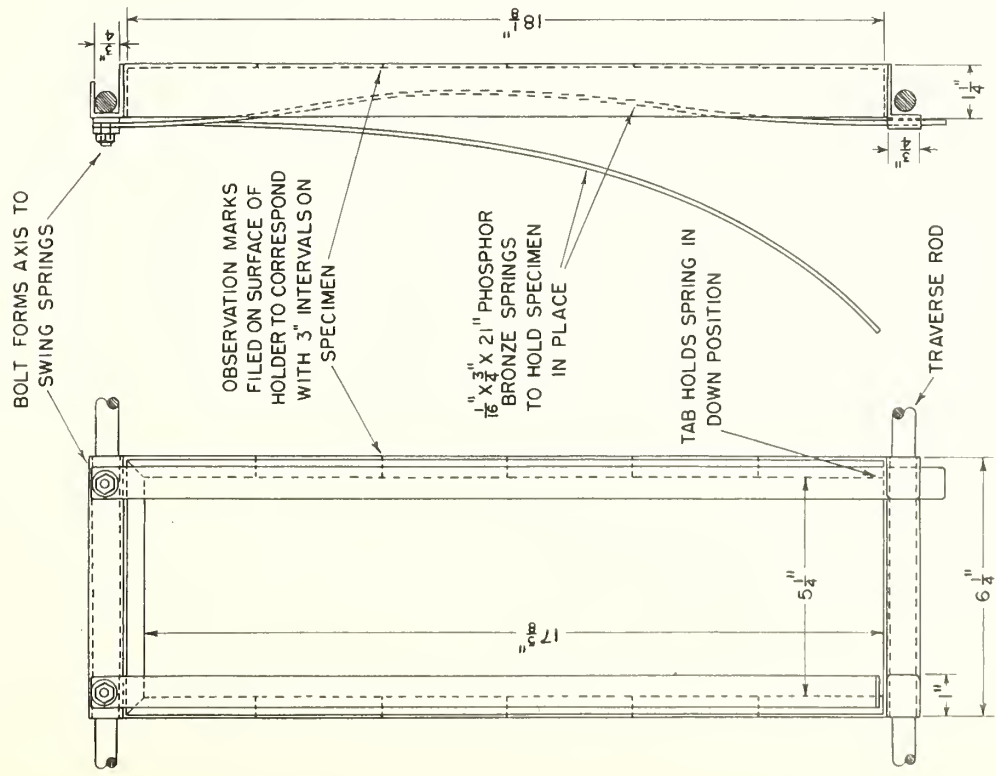 BOLT FORMS AXIS TO
SWING SPRINGS
OBSERVATION MARKS
FILED ON SURFACE OF
HOLDER TO CORRESPOND
WITH 3" INTERVALS ON
SPECIMEN
1/16" X 3/4" X 21" PHOSPHOR
BRONZE SPRINGS
TO HOLD SPECIMEN
IN PLACE
TAB HOLDS SPRING IN
DOWN POSITION
TRAVERSE ROD
3/4"
18 1/8"
1 1/4"
3/4"
17 3/8"
5 1/4"
1"
6 1/4"